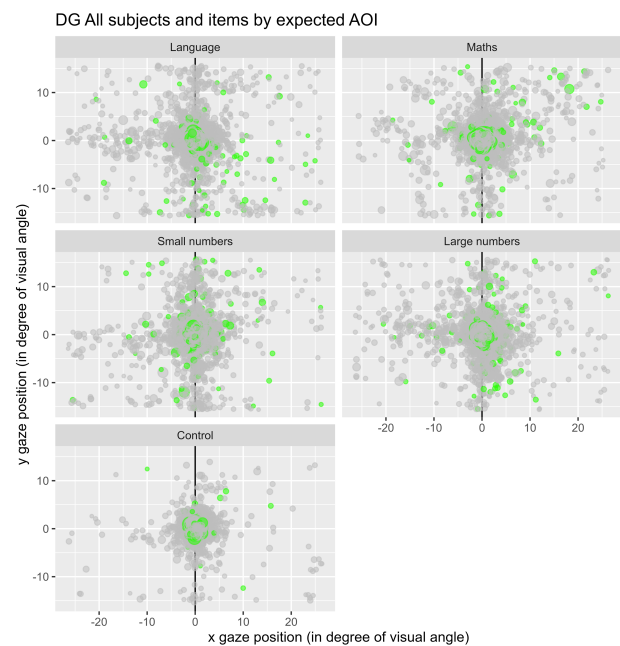 DG All subjects and items by expected AOI
Language
Maths
10
0
-10
Small numbers
Large numbers
10
0
-10
-20
-10
0
10
20
Control
10
0
-10
-20
-10
0
10
20
x gaze position (in degree of visual angle)
y gaze position (in degree of visual angle)